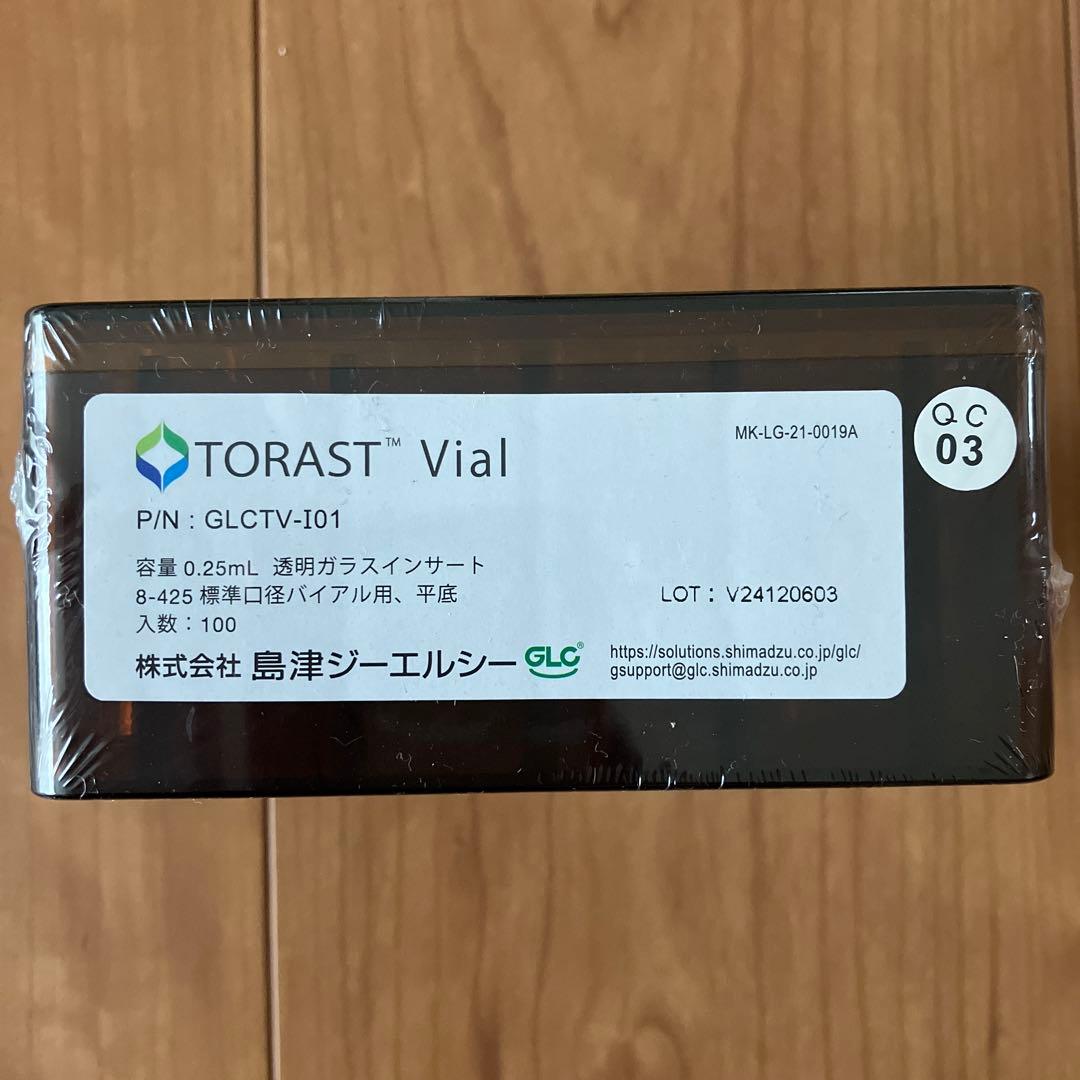 TORAST™ Vial
MK-LG-21-0019A
QC
03
P/N : GLCTV-I01
容量 0.25mL 透明ガラスインサート
8-425 標準口径バイアル用、平底
入数：100
LOT : V24120603
株式会社 島津ジーエルシー GLC®
https://solutions.shimadzu.co.jp/glc/
gsupport@glc.shimadzu.co.jp